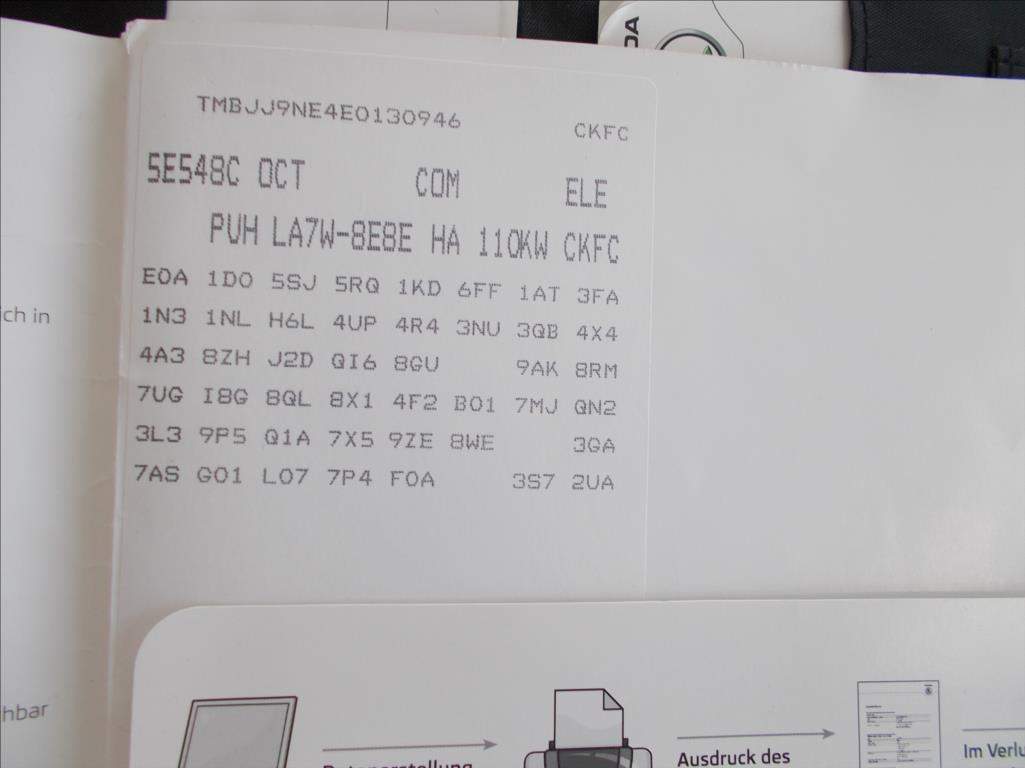 DA
TMBJJ9NE4E0130946 CKFC
5E548C OCT COM ELE
PUH LA7W-8E8E HA 110KW CKFC
E0A 1D0 5SJ 5RQ 1KD 6FF 1AT 3FA
1N3 1NL H6L 4UP 4R4 3NU 3QB 4X4
4A3 8ZH J2D QI6 8GU 9AK 8RM
7UG I8G 8QL 8X1 4F2 B01 7MJ QN2
3L3 9P5 Q1A 7X5 9ZE 8WE 3GA
7AS G01 L07 7P4 F0A 3S7 2UA
ich in
hbar
Ausdruck des
Im Verlu